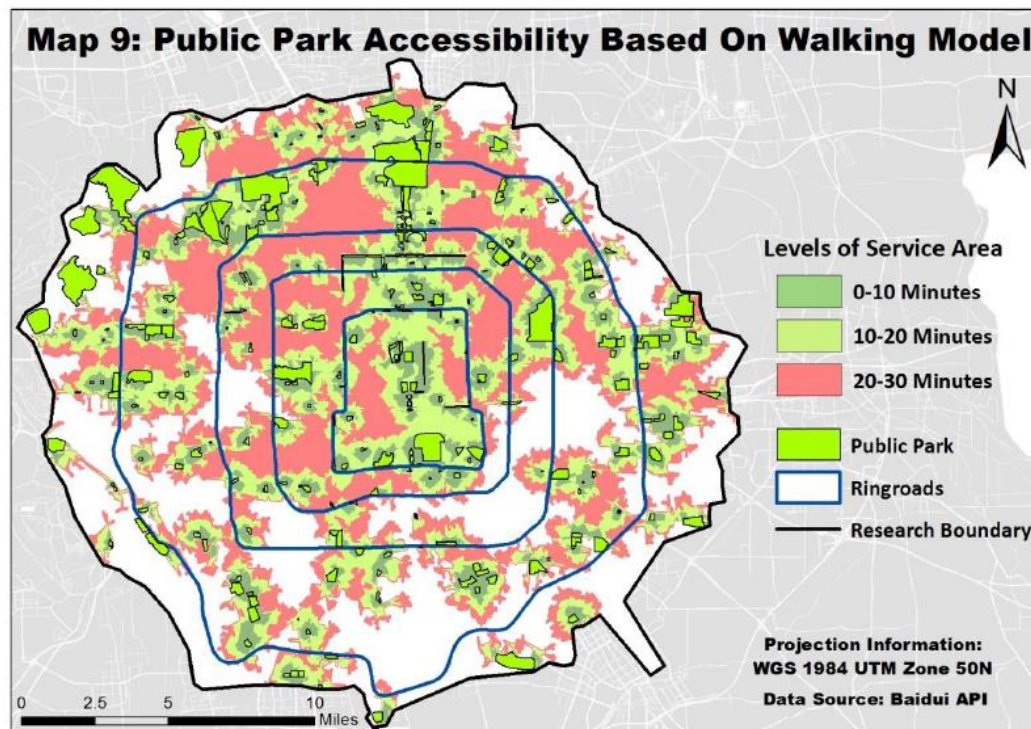 Map 9: Public Park Accessibility Based On Walking Model
N
Levels of Service Area
0-10 Minutes
10-20 Minutes
20-30 Minutes
Public Park
Ringroads
Research Boundary
Projection Information:
WGS 1984 UTM Zone 50N
Data Source: Baidui API
0 2.5 5 10
Miles